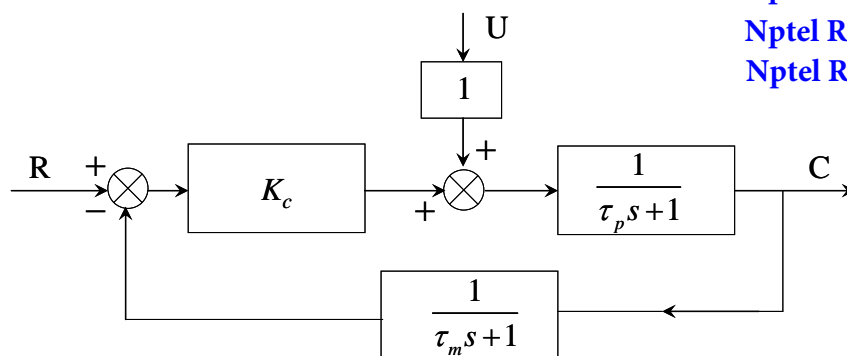 Nptel R
Nptel R
U
1
R
+
−
K_c
+
+
1
τ_p s + 1
C
1
τ_m s + 1